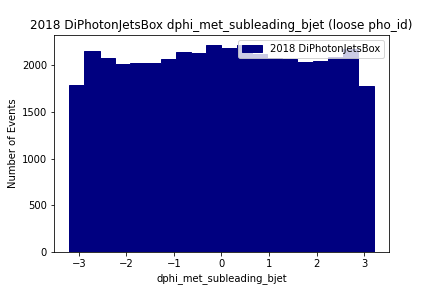 2018 DiPhotonJetsBox dphi_met_subleading_bjet (loose pho_id)
2018 DiPhotonJetsBox
Number of Events
2000
1500
1000
500
0
−3 −2 −1 0 1 2 3
dphi_met_subleading_bjet